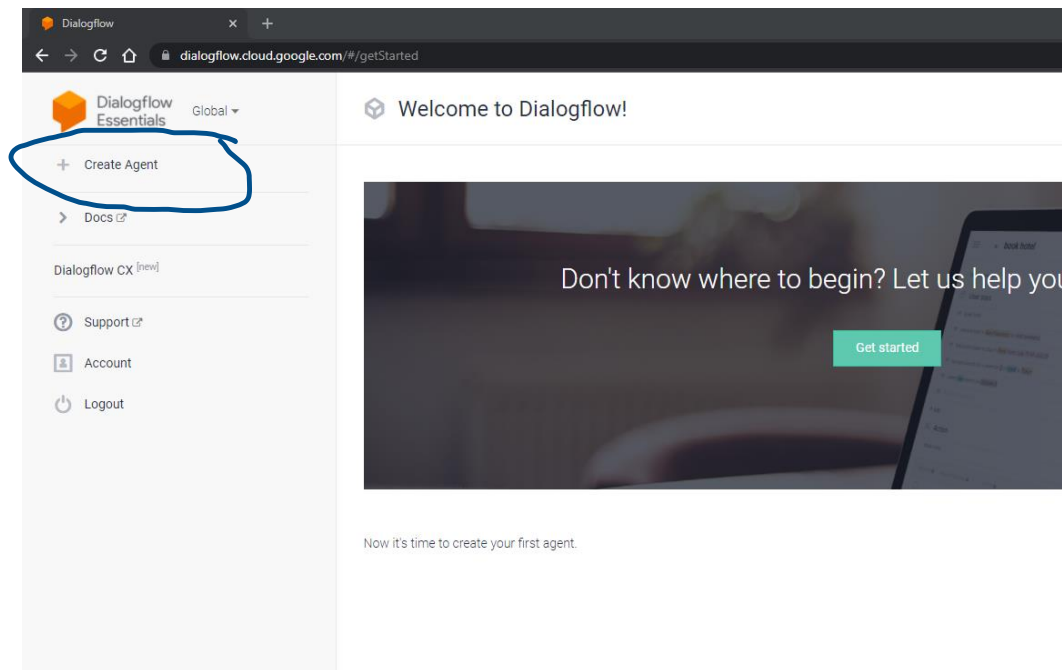 Dialogflow
dialogflow.cloud.google.com/#/getStarted
Dialogflow
Essentials
Global
Welcome to Dialogflow!
Create Agent
Docs
Dialogflow CX [new]
Support
Account
Logout
Don't know where to begin? Let us help you
Get started
book hotel
Now it's time to create your first agent.